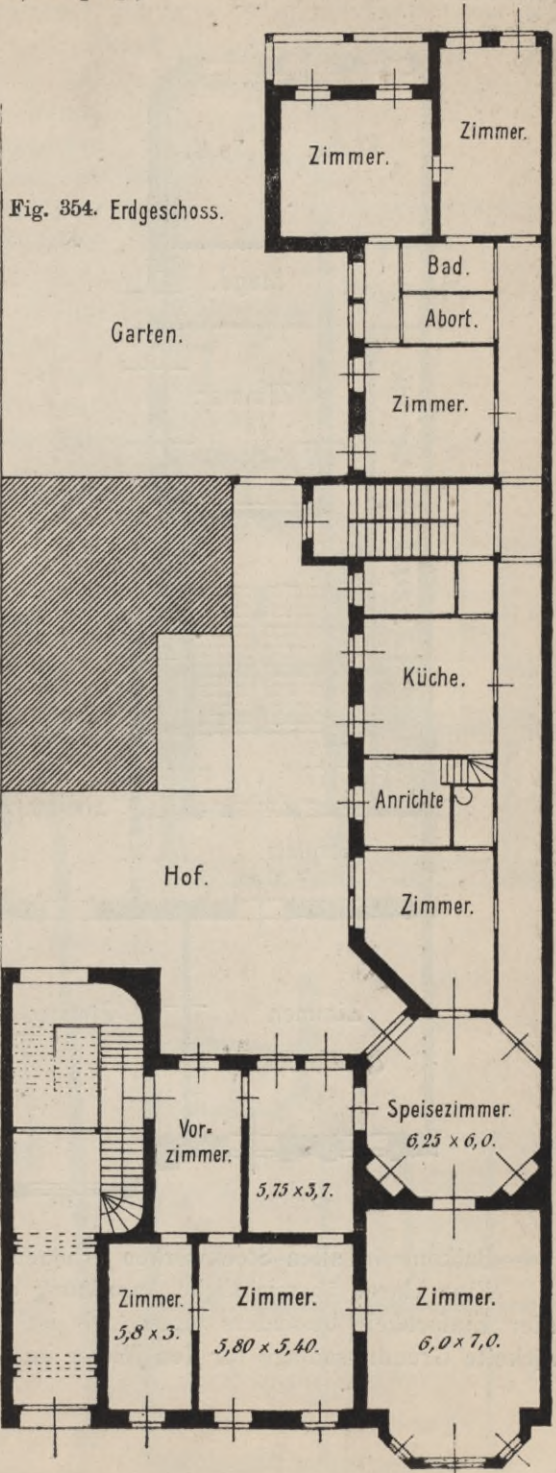 Zimmer.
Zimmer.
Fig. 354. Erdgeschoss.
Bad.
Abort.
Garten.
Zimmer.
Küche.
Anrichte
Hof.
Zimmer.
Speisezimmer.
6,25 x 6,0.
Vor=
zimmer.
5,75 x 3,7.
Zimmer.
5,8 x 3.
Zimmer.
5,80 x 5,40.
Zimmer.
6,0 x 7,0.